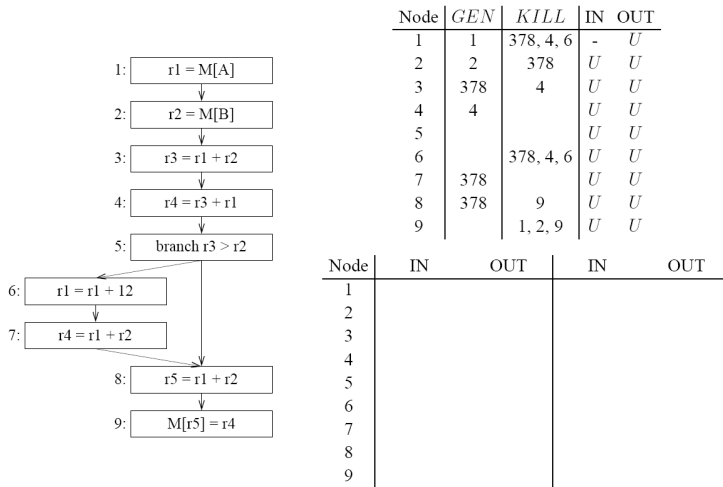 1: r1 = M[A]
2: r2 = M[B]
3: r3 = r1 + r2
4: r4 = r3 + r1
5: branch r3 > r2
6: r1 = r1 + 12
7: r4 = r1 + r2
8: r5 = r1 + r2
9: M[r5] = r4
Node GEN KILL IN OUT
1 1 378, 4, 6 - U
2 2 378 U U
3 378 4 U U
4 4 U U
5 U U
6 378, 4, 6 U U
7 378 U U
8 378 9 U U
9 1, 2, 9 U U
Node IN OUT IN OUT
1
2
3
4
5
6
7
8
9